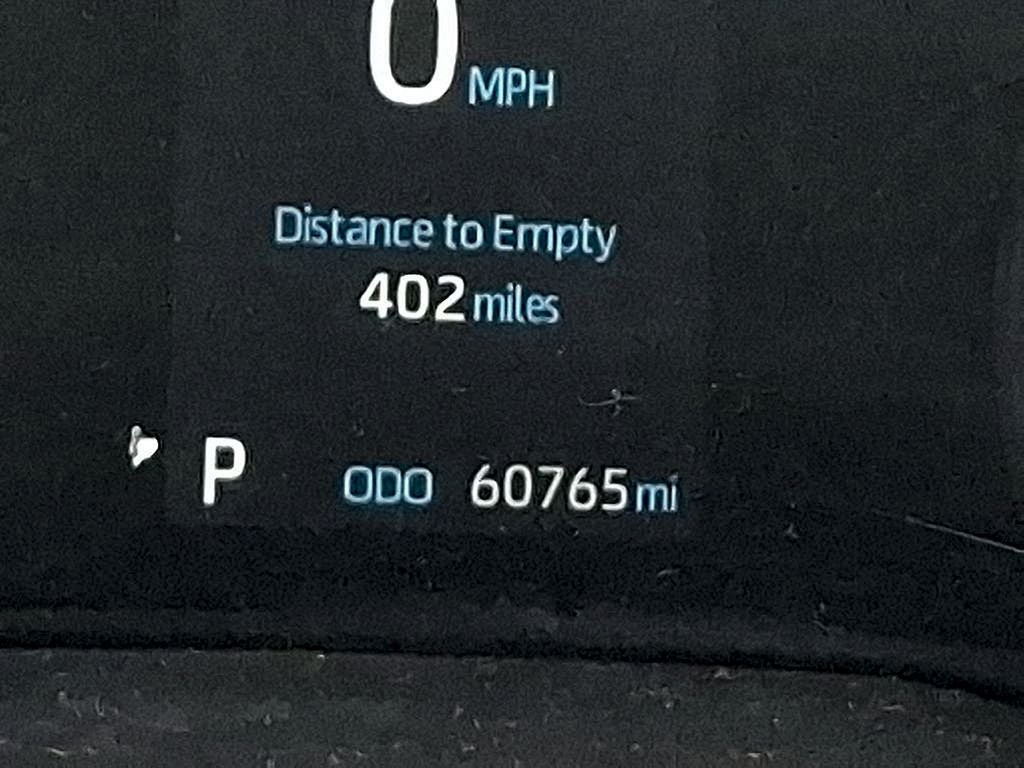 0 MPH
Distance to Empty
402 miles
P ODO 60765 mi